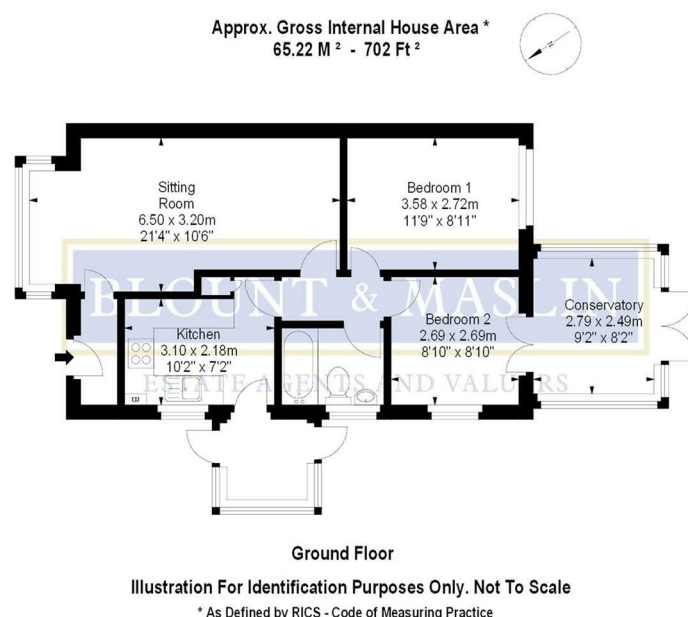 Approx. Gross Internal House Area *
65.22 M ² - 702 Ft ²
N
Sitting
Room
6.50 x 3.20m
21'4" x 10'6"
Bedroom 1
3.58 x 2.72m
11'9" x 8'11"
BLOUNT & MASLIN
Conservatory
2.79 x 2.49m
9'2" x 8'2"
Kitchen
3.10 x 2.18m
10'2" x 7'2"
Bedroom 2
2.69 x 2.69m
8'10" x 8'10"
ESTATE AGENTS AND VALUERS
B
Ground Floor
Illustration For Identification Purposes Only. Not To Scale
* As Defined by RICS - Code of Measuring Practice